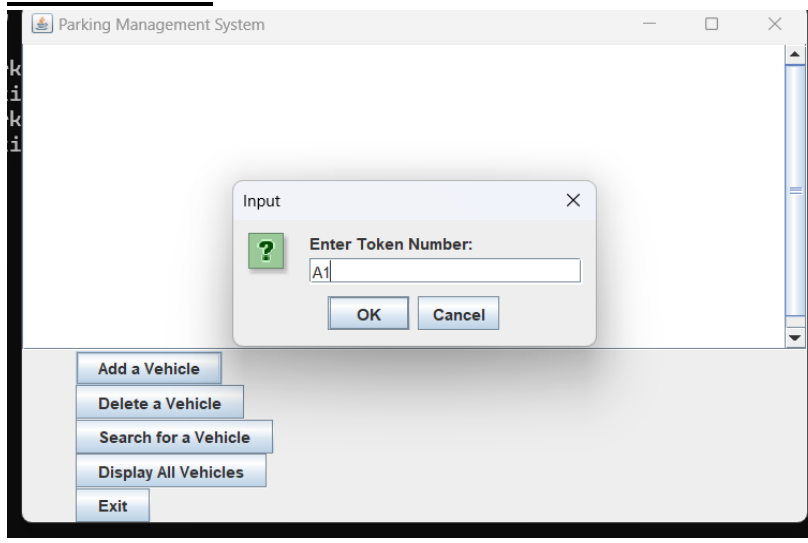 Parking Management System
Input
?
Enter Token Number:
A1
OK Cancel
Add a Vehicle
Delete a Vehicle
Search for a Vehicle
Display All Vehicles
Exit